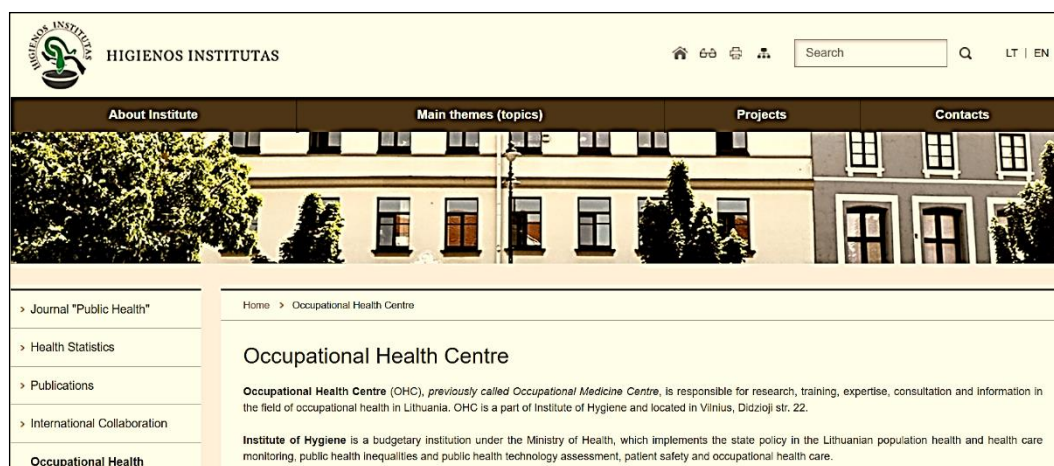 HIGIENOS INSTITUTAS
HIGIENOS INSTITUTAS
Search
LT | EN
About Institute
Main themes (topics)
Projects
Contacts
> Journal "Public Health"
> Health Statistics
> Publications
> International Collaboration
Occupational Health
Home > Occupational Health Centre
Occupational Health Centre
Occupational Health Centre (OHC), previously called Occupational Medicine Centre, is responsible for research, training, expertise, consultation and information in
the field of occupational health in Lithuania. OHC is a part of Institute of Hygiene and located in Vilnius, Didzioji str. 22.
Institute of Hygiene is a budgetary institution under the Ministry of Health, which implements the state policy in the Lithuanian population health and health care
monitoring, public health inequalities and public health technology assessment, patient safety and occupational health care.